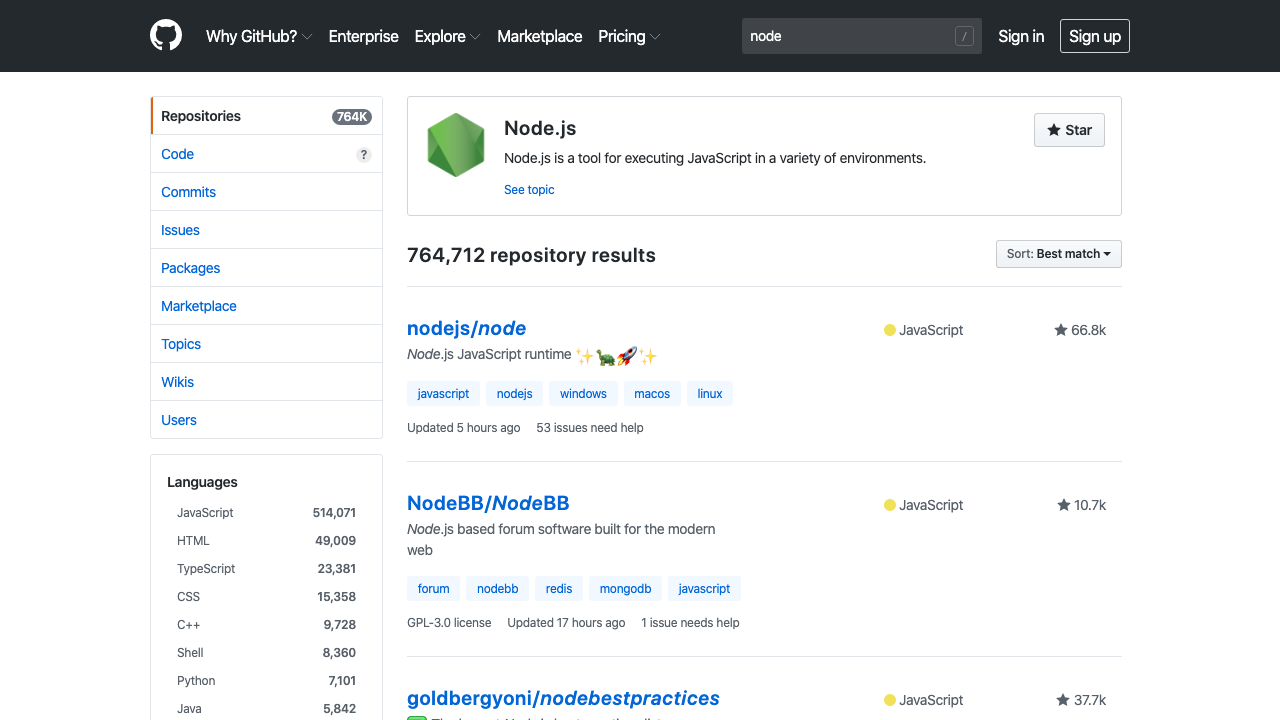 Why GitHub? Enterprise Explore Marketplace Pricing node / Sign in Sign up
Repositories 764K
Code ?
Commits
Issues
Packages
Marketplace
Topics
Wikis
Users
Languages
JavaScript 514,071
HTML 49,009
TypeScript 23,381
CSS 15,358
C++ 9,728
Shell 8,360
Python 7,101
Java 5,842
Node.js
Star
Node.js is a tool for executing JavaScript in a variety of environments.
See topic
764,712 repository results
Sort: Best match
nodejs/node JavaScript 66.8k
Node.js JavaScript runtime ✨🐢🚀✨
javascript nodejs windows macos linux
Updated 5 hours ago 53 issues need help
NodeBB/NodeBB JavaScript 10.7k
Node.js based forum software built for the modern
web
forum nodebb redis mongodb javascript
GPL-3.0 license Updated 17 hours ago 1 issue needs help
goldbergyoni/nodebestpractices JavaScript 37.7k